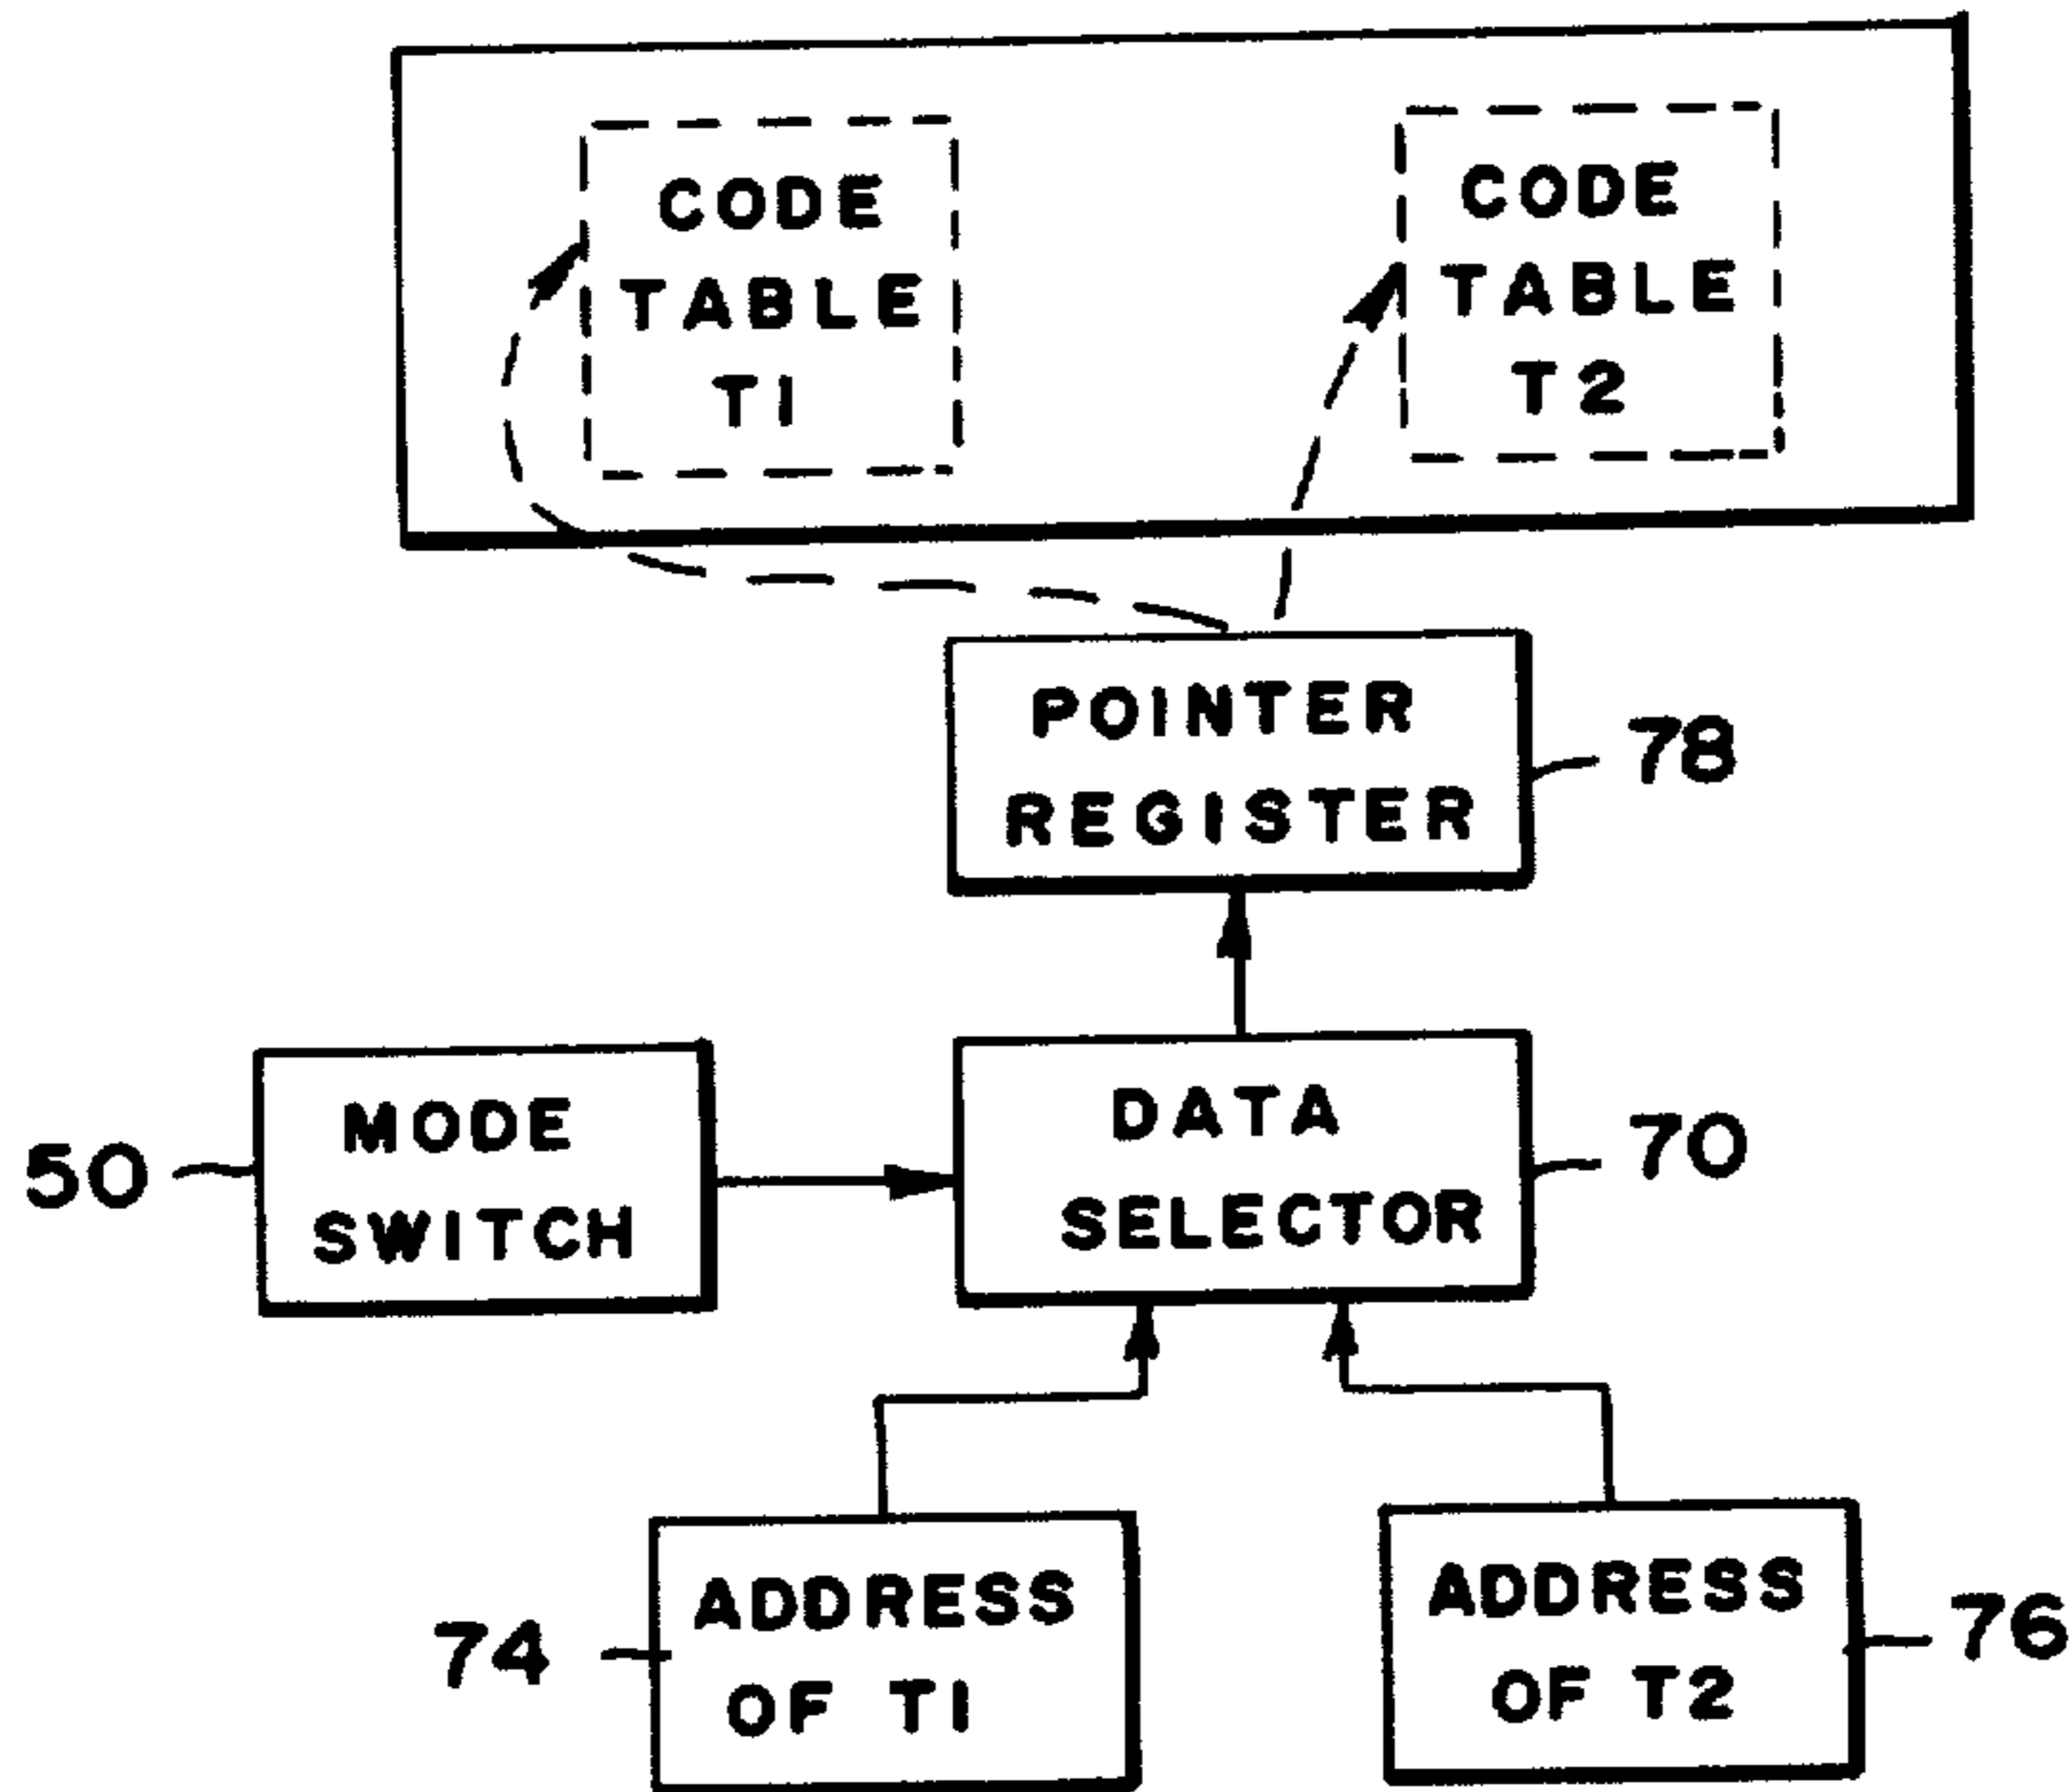 CODE
TABLE
T1
CODE
TABLE
T2
POINTER
REGISTER
78
MODE
SWITCH
50
DATA
SELECTOR
70
ADDRESS
OF T1
74
ADDRESS
OF T2
76